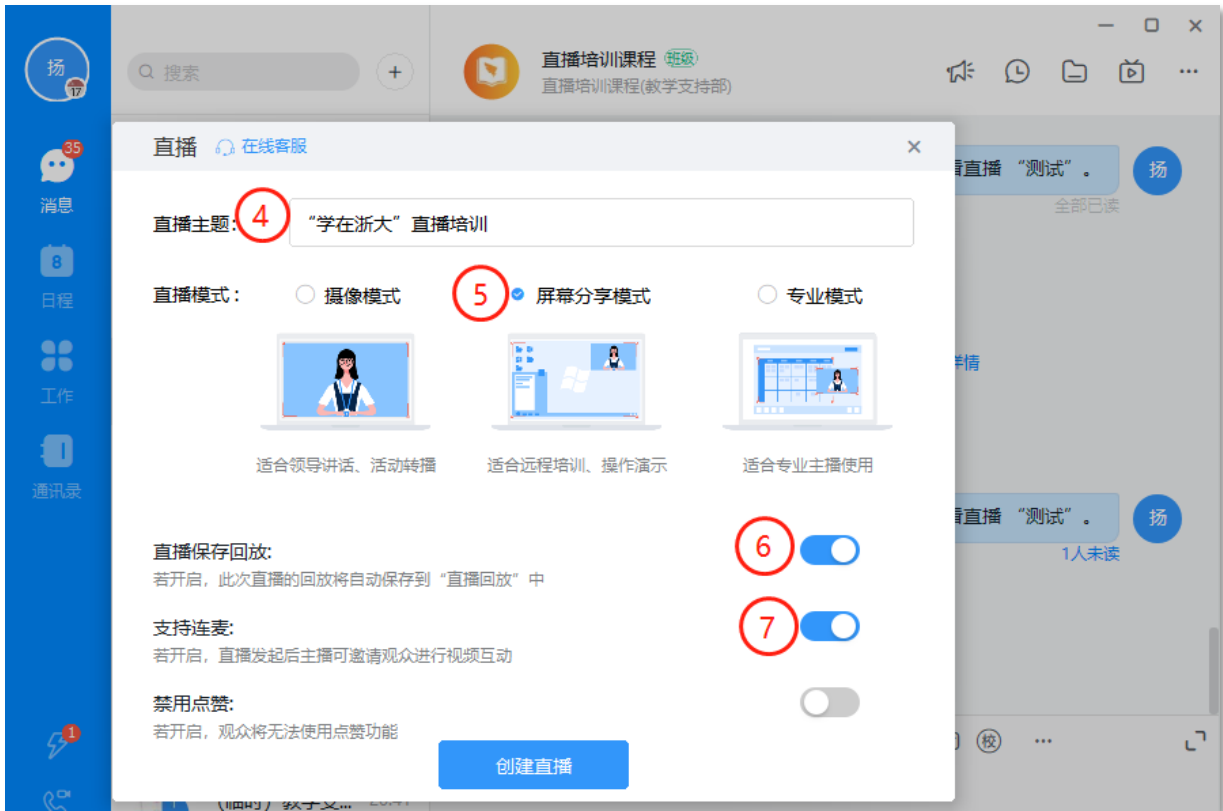 扬
17
搜索
+
直播培训课程 班级
直播培训课程(教学支持部)
35
消息
8
日程
工作
通讯录
1
直播 在线客服
看直播 “测试” 。
扬
全部已读
直播主题: 4 “学在浙大” 直播培训
直播模式: 摄像模式 5 屏幕分享模式 专业模式
详情
适合领导讲话、活动转播 适合远程培训、操作演示 适合专业主播使用
看直播 “测试” 。
扬
1人未读
直播保存回放: 6
若开启，此次直播的回放将自动保存到“直播回放”中
支持连麦: 7
若开启，直播发起后主播可邀请观众进行视频互动
禁用点赞:
若开启，观众将无法使用点赞功能
校
创建直播
(临时) 教学支...